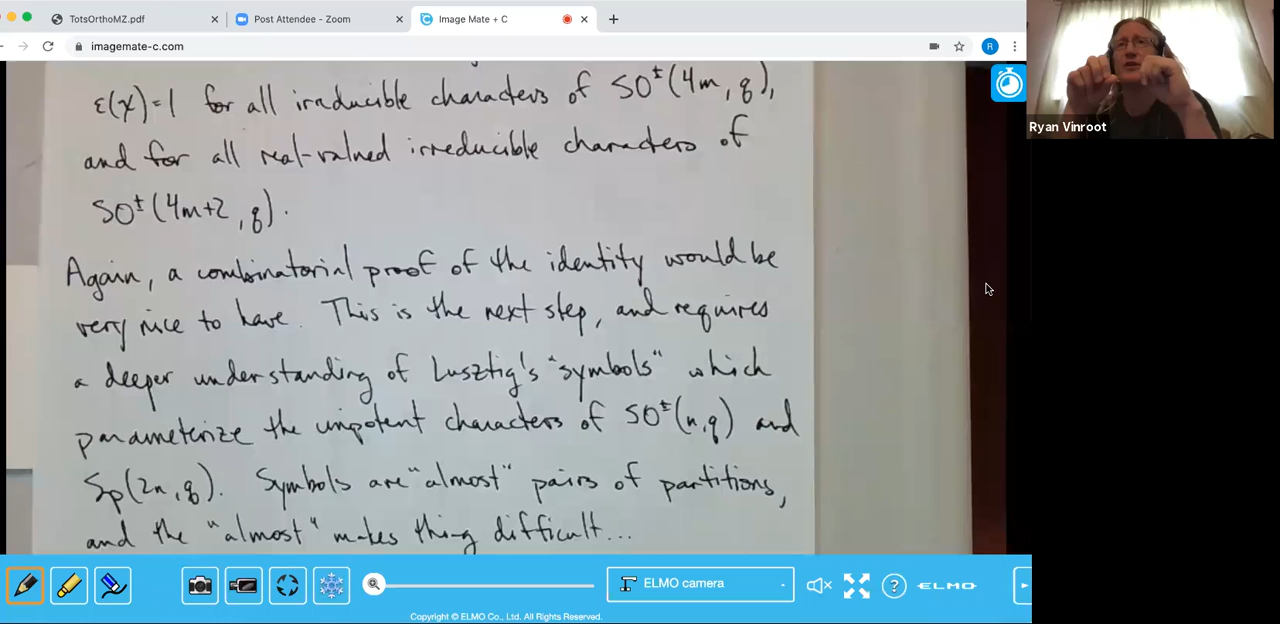 TotsOrthoMZ.pdf
Post Attendee - Zoom
Image Mate + C
imagemate-c.com
R
Ryan Vinroot
ε(χ)=1 for all irreducible characters of SO±(4m, q),
and for all real-valued irreducible characters of
SO±(4m+2, q).
Again, a combinatorial proof of the identity would be
very nice to have. This is the next step, and requires
a deeper understanding of Lusztig's "symbols" which
parameterize the unipotent characters of SO±(n,q) and
Sp(2n, q). Symbols are "almost" pairs of partitions,
and the "almost" makes thing difficult...
ELMO camera
? ELMO
Copyright © ELMO Co., Ltd. All Rights Reserved.